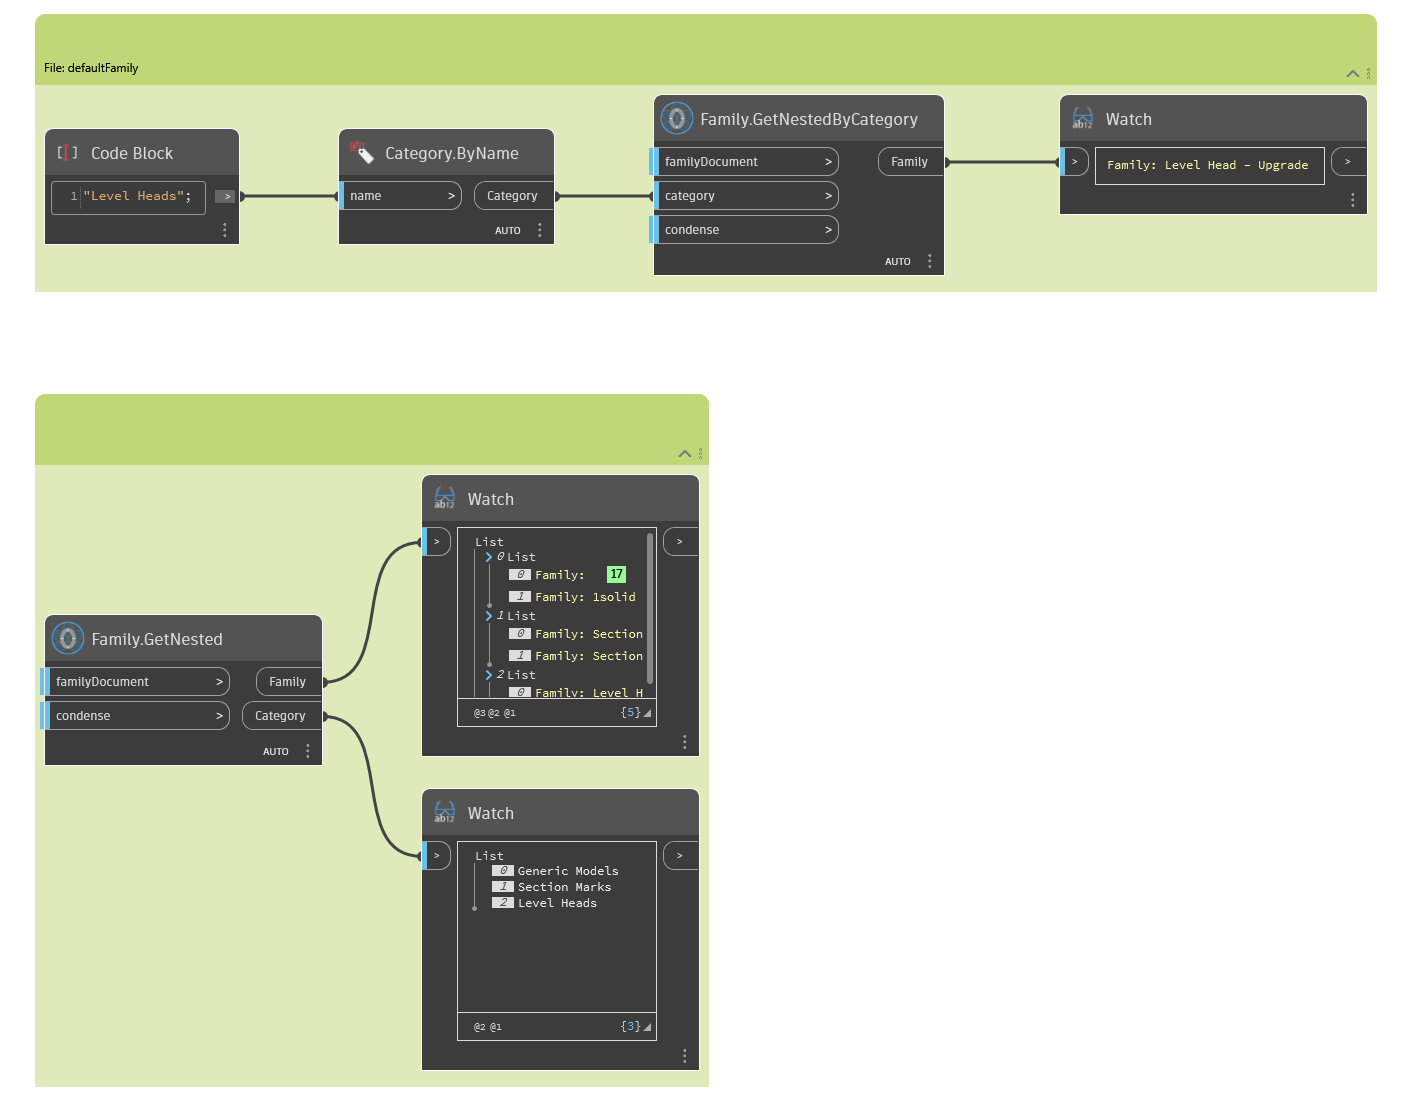 File: defaultFamily
Code Block
1 "Level Heads";
>
AUTO
Category.ByName
name >
Category
AUTO
Family.GetNestedByCategory
familyDocument >
Family
category >
condense >
AUTO
Watch
>
Family: Level Head - Upgrade
>
Family.GetNested
familyDocument >
Family
condense >
Category
AUTO
Watch
>
List
0 List
0 Family:
17
1 Family: 1solid
1 List
0 Family: Section
1 Family: Section
2 List
0 Family: Level H
@3 @2 @1
{5}
>
Watch
>
List
0 Generic Models
1 Section Marks
2 Level Heads
@2 @1
{3}
>